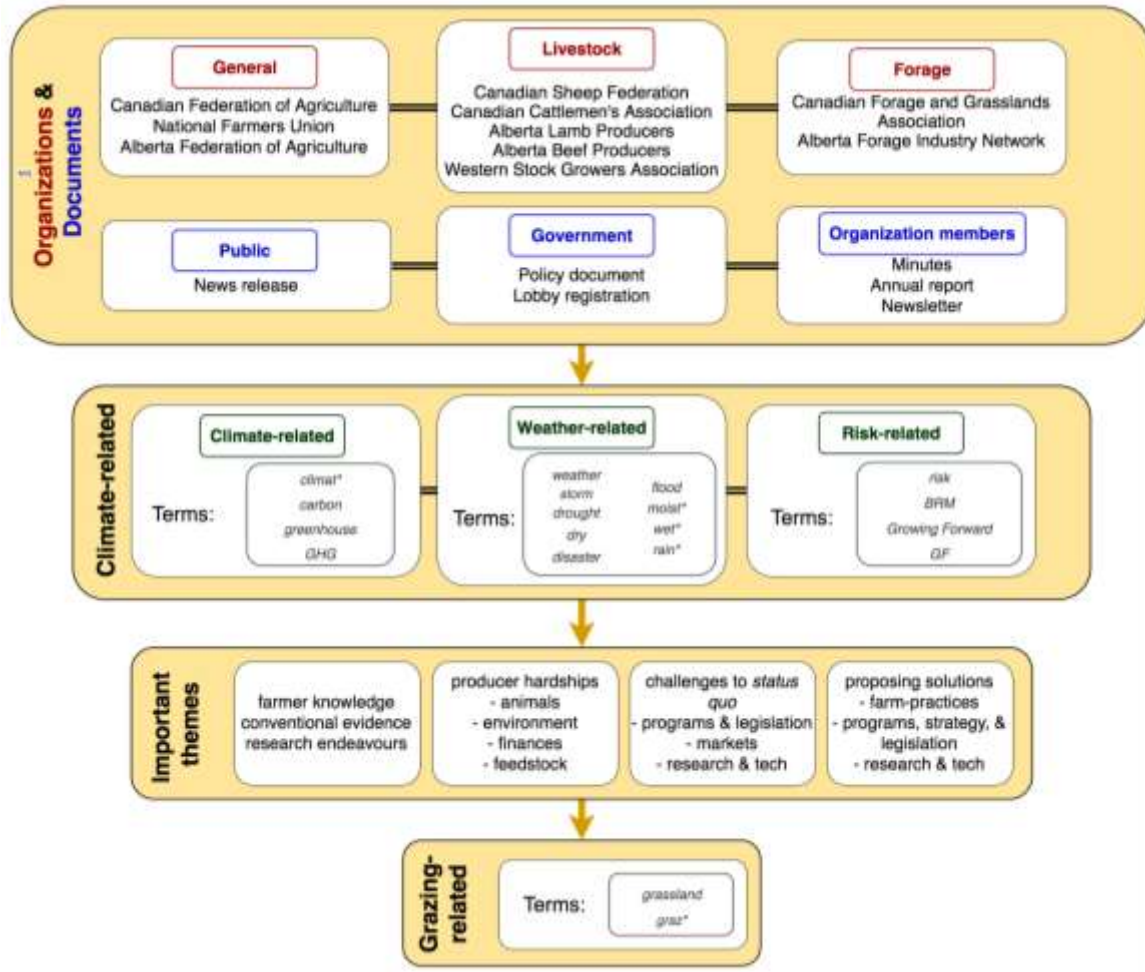 Organizations &
Documents
General
Canadian Federation of Agriculture
National Farmers Union
Alberta Federation of Agriculture
Livestock
Canadian Sheep Federation
Canadian Cattlemen's Association
Alberta Lamb Producers
Alberta Beef Producers
Western Stock Growers Association
Forage
Canadian Forage and Grasslands
Association
Alberta Forage Industry Network
Public
News release
Government
Policy document
Lobby registration
Organization members
Minutes
Annual report
Newsletter
Climate-related
Climate-related
Terms:
climat*
carbon
greenhouse
GHG
Weather-related
Terms:
weather
storm
drought
dry
disaster
flood
moist*
wet*
rain*
Risk-related
Terms:
risk
BRM
Growing Forward
GF
Important
themes
farmer knowledge
conventional evidence
research endeavours
producer hardships
- animals
- environment
- finances
- feedstock
challenges to status
quo
- programs & legislation
- markets
- research & tech
proposing solutions
- farm-practices
- programs, strategy, &
legislation
- research & tech
Grazing-
related
Terms:
grassland
graz*